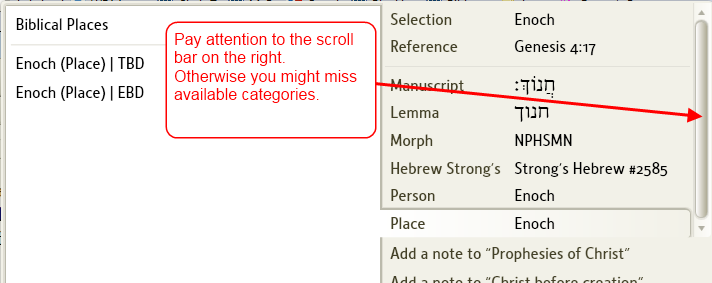 Biblical Places
Enoch (Place) | TBD
Enoch (Place) | EBD
Pay attention to the scroll
bar on the right.
Otherwise you might miss
available categories.
Selection Enoch
Reference Genesis 4:17
Manuscript חֲנֽוֹךְ׃
Lemma חנוך
Morph NPHSMN
Hebrew Strong's Strong's Hebrew #2585
Person Enoch
Place Enoch
Add a note to “Prophesies of Christ”
Add a note to “Christ before creation”